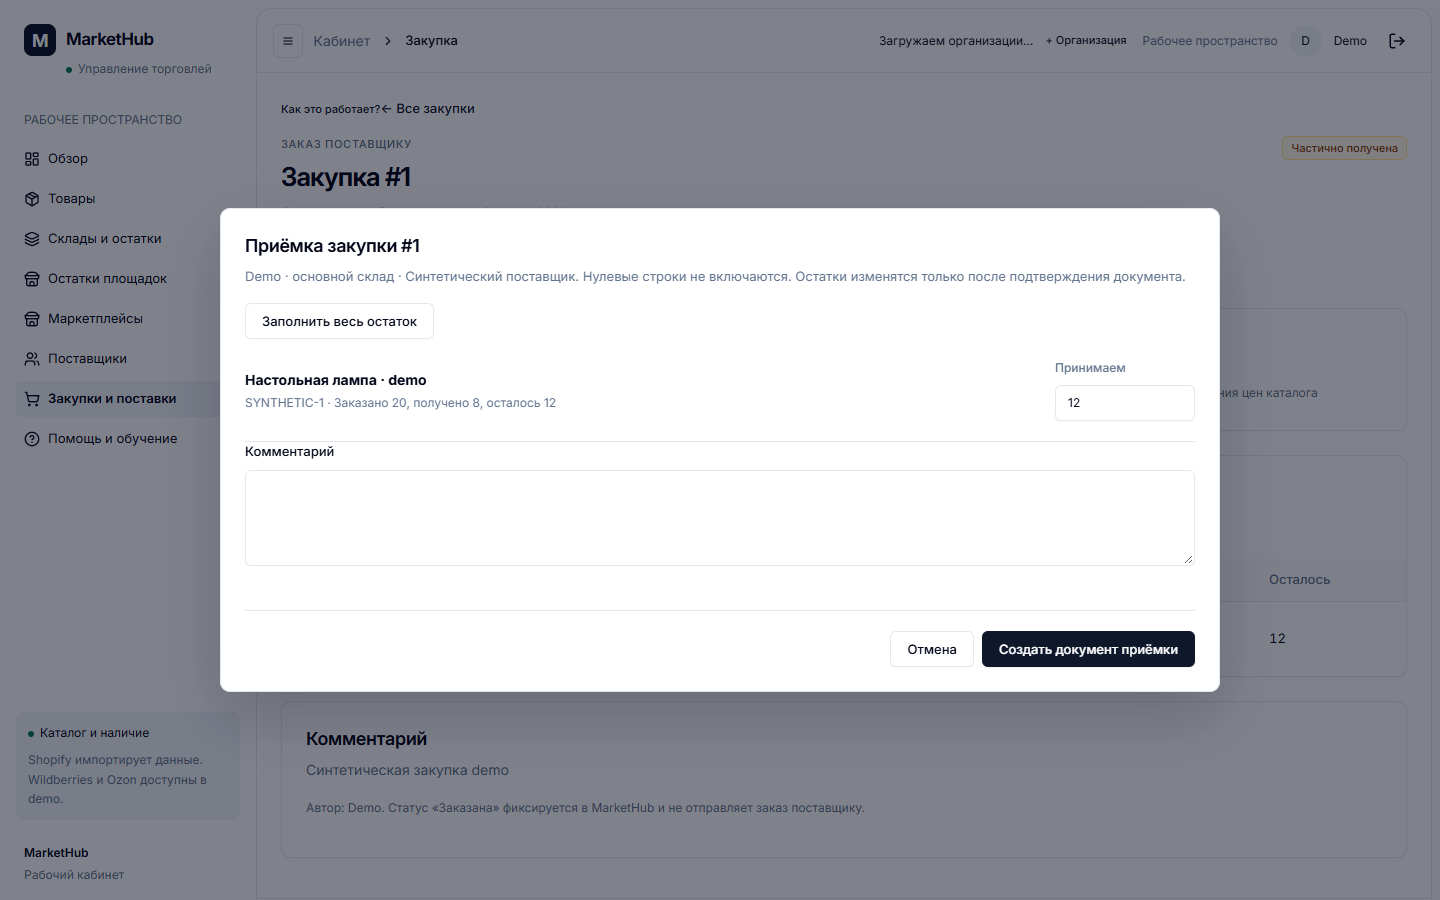 M MarketHub
Управление торговлей
РАБОЧЕЕ ПРОСТРАНСТВО
Обзор
Товары
Склады и остатки
Остатки площадок
Маркетплейсы
Поставщики
Закупки и поставки
Помощь и обучение
Каталог и наличие
Shopify импортирует данные.
Wildberries и Ozon доступны в
demo.
MarketHub
Рабочий кабинет
Кабинет > Закупка
Загружаем организации...
+ Организация
Рабочее пространство
D
Demo
Как это работает?← Все закупки
ЗАКАЗ ПОСТАВЩИКУ
Частично получена
Закупка #1
Приёмка закупки #1
Demo · основной склад · Синтетический поставщик. Нулевые строки не включаются. Остатки изменятся только после подтверждения документа.
Заполнить весь остаток
Настольная лампа · demo
SYNTHETIC-1 · Заказано 20, получено 8, осталось 12
Принимаем
12
Комментарий
Отмена
Создать документ приёмки
цен каталога
Осталось
12
Комментарий
Синтетическая закупка demo
Автор: Demo. Статус «Заказана» фиксируется в MarketHub и не отправляет заказ поставщику.